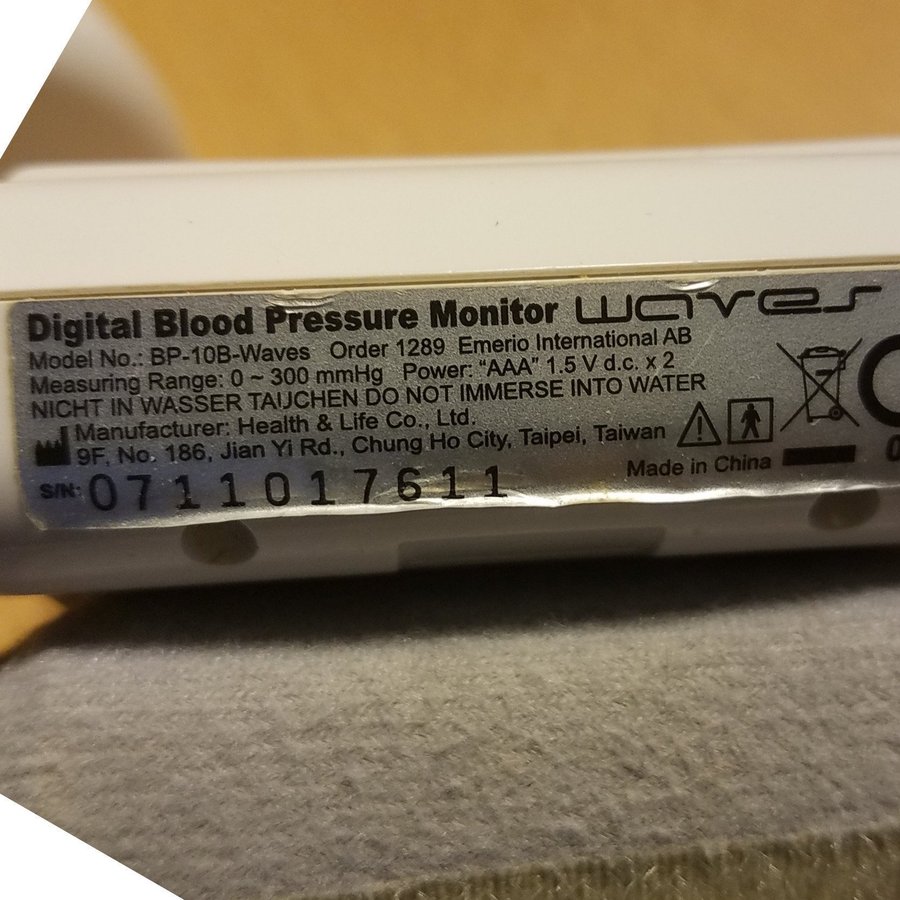 Digital Blood Pressure Monitor waves
Model No.: BP-10B-Waves Order 1289 Emerio International AB
Measuring Range: 0 ~ 300 mmHg Power: “AAA” 1.5 V d.c. x 2
NICHT IN WASSER TAUCHEN DO NOT IMMERSE INTO WATER
Manufacturer: Health & Life Co., Ltd.
9F, No. 186, Jian Yi Rd., Chung Ho City, Taipei, Taiwan
Made in China
S/N: 0711017611